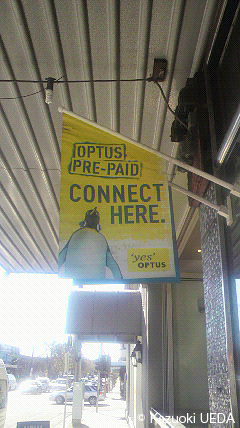 OPTUS
PRE-PAID
CONNECT
HERE.
'yes'
OPTUS
© Kazuoki UEDA